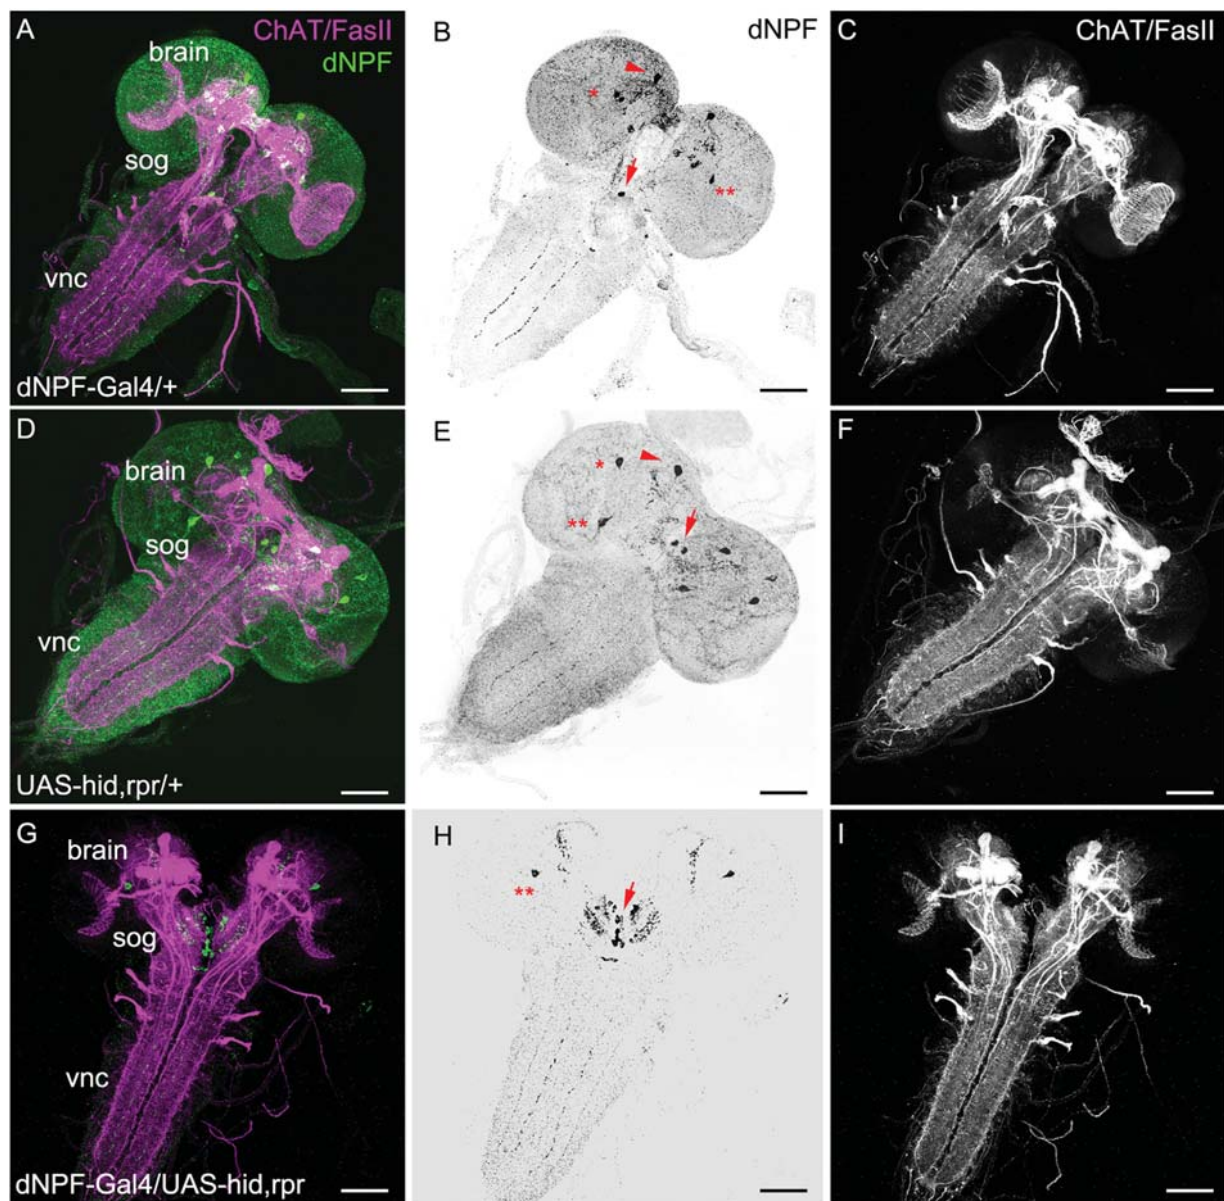 A
ChAT/FasII
dNPF
brain
sog
vnc
dNPF-Gal4/+
B
dNPF
*
**
C
ChAT/FasII
D
brain
sog
vnc
UAS-hid,rpr/+
E
*
**
F
G
brain
sog
vnc
dNPF-Gal4/UAS-hid,rpr
H
**
I